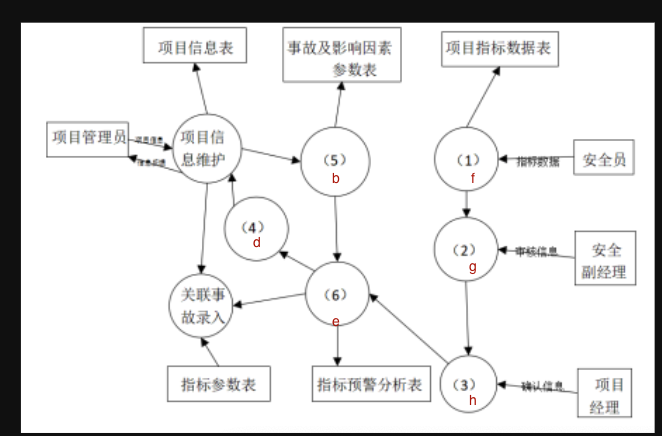 项目信息表
事故及影响因素
参数表
项目指标数据表
项目管理员
项目信息
项目信
息维护
（5）
b
（1）
f
指标数据
安全员
（4）
d
（2）
g
审核信息
安全
副经理
关联事
故录入
（6）
e
指标参数表
指标预警分析表
（3）
h
确认信息
项目
经理